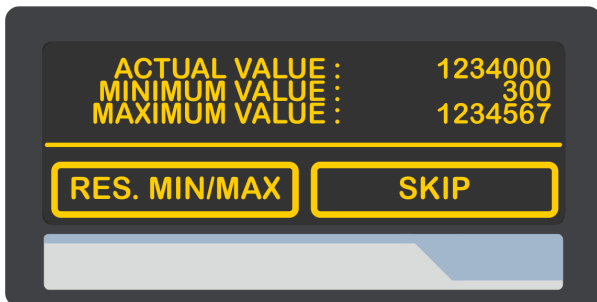 ACTUAL VALUE : 1234000
MINIMUM VALUE : 300
MAXIMUM VALUE : 1234567
RES. MIN/MAX SKIP